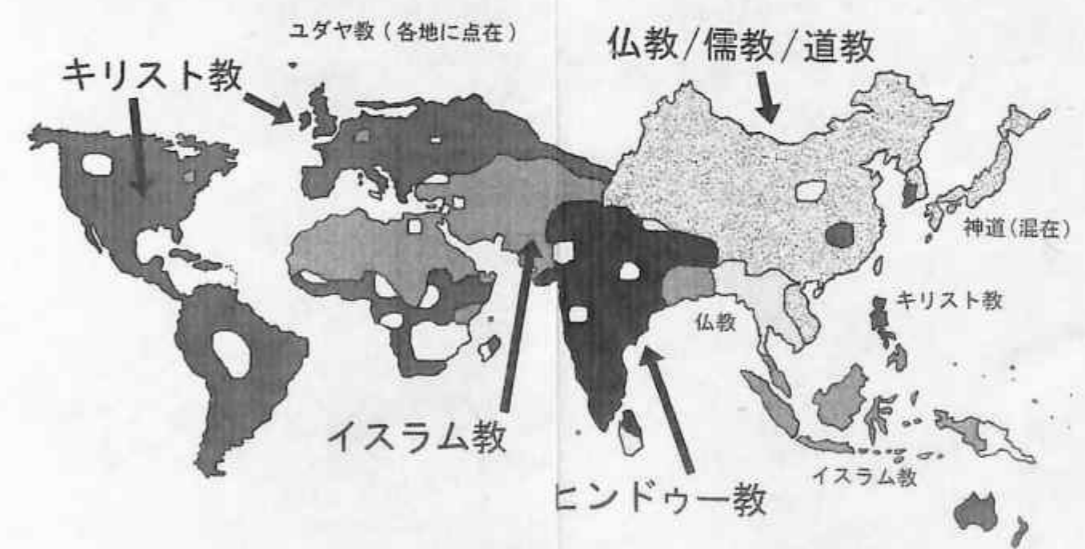 ユダヤ教（各地に点在）
仏教/儒教/道教
キリスト教
神道(混在)
キリスト教
仏教
イスラム教
イスラム教
ヒンドゥー教